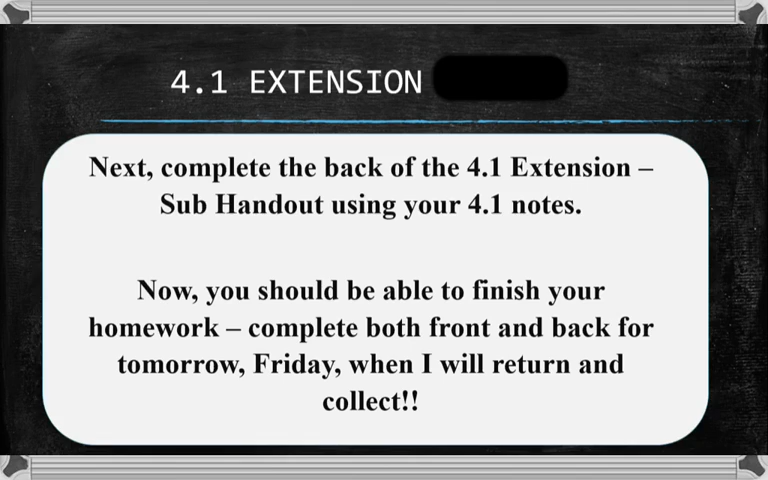 4.1 EXTENSION
Next, complete the back of the 4.1 Extension –
Sub Handout using your 4.1 notes.
Now, you should be able to finish your
homework – complete both front and back for
tomorrow, Friday, when I will return and
collect!!